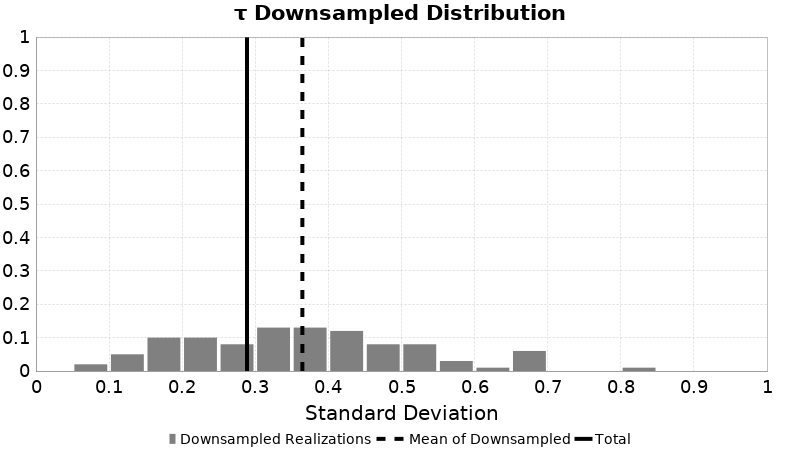 τ Downsampled Distribution
1
0.9
0.8
0.7
0.6
0.5
0.4
0.3
0.2
0.1
0
0 0.1 0.2 0.3 0.4 0.5 0.6 0.7 0.8 0.9 1
Standard Deviation
Downsampled Realizations Mean of Downsampled Total